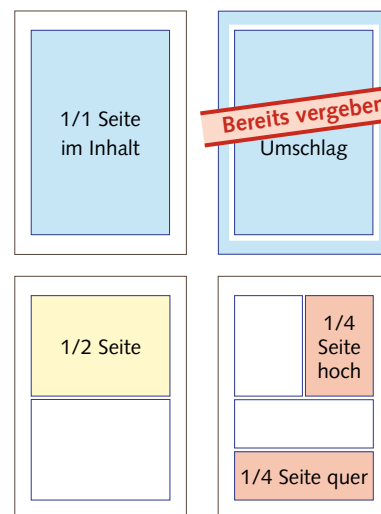 1/1 Seite
im Inhalt
Bereits vergeben
Umschlag
1/2 Seite
1/4
Seite
hoch
1/4 Seite quer